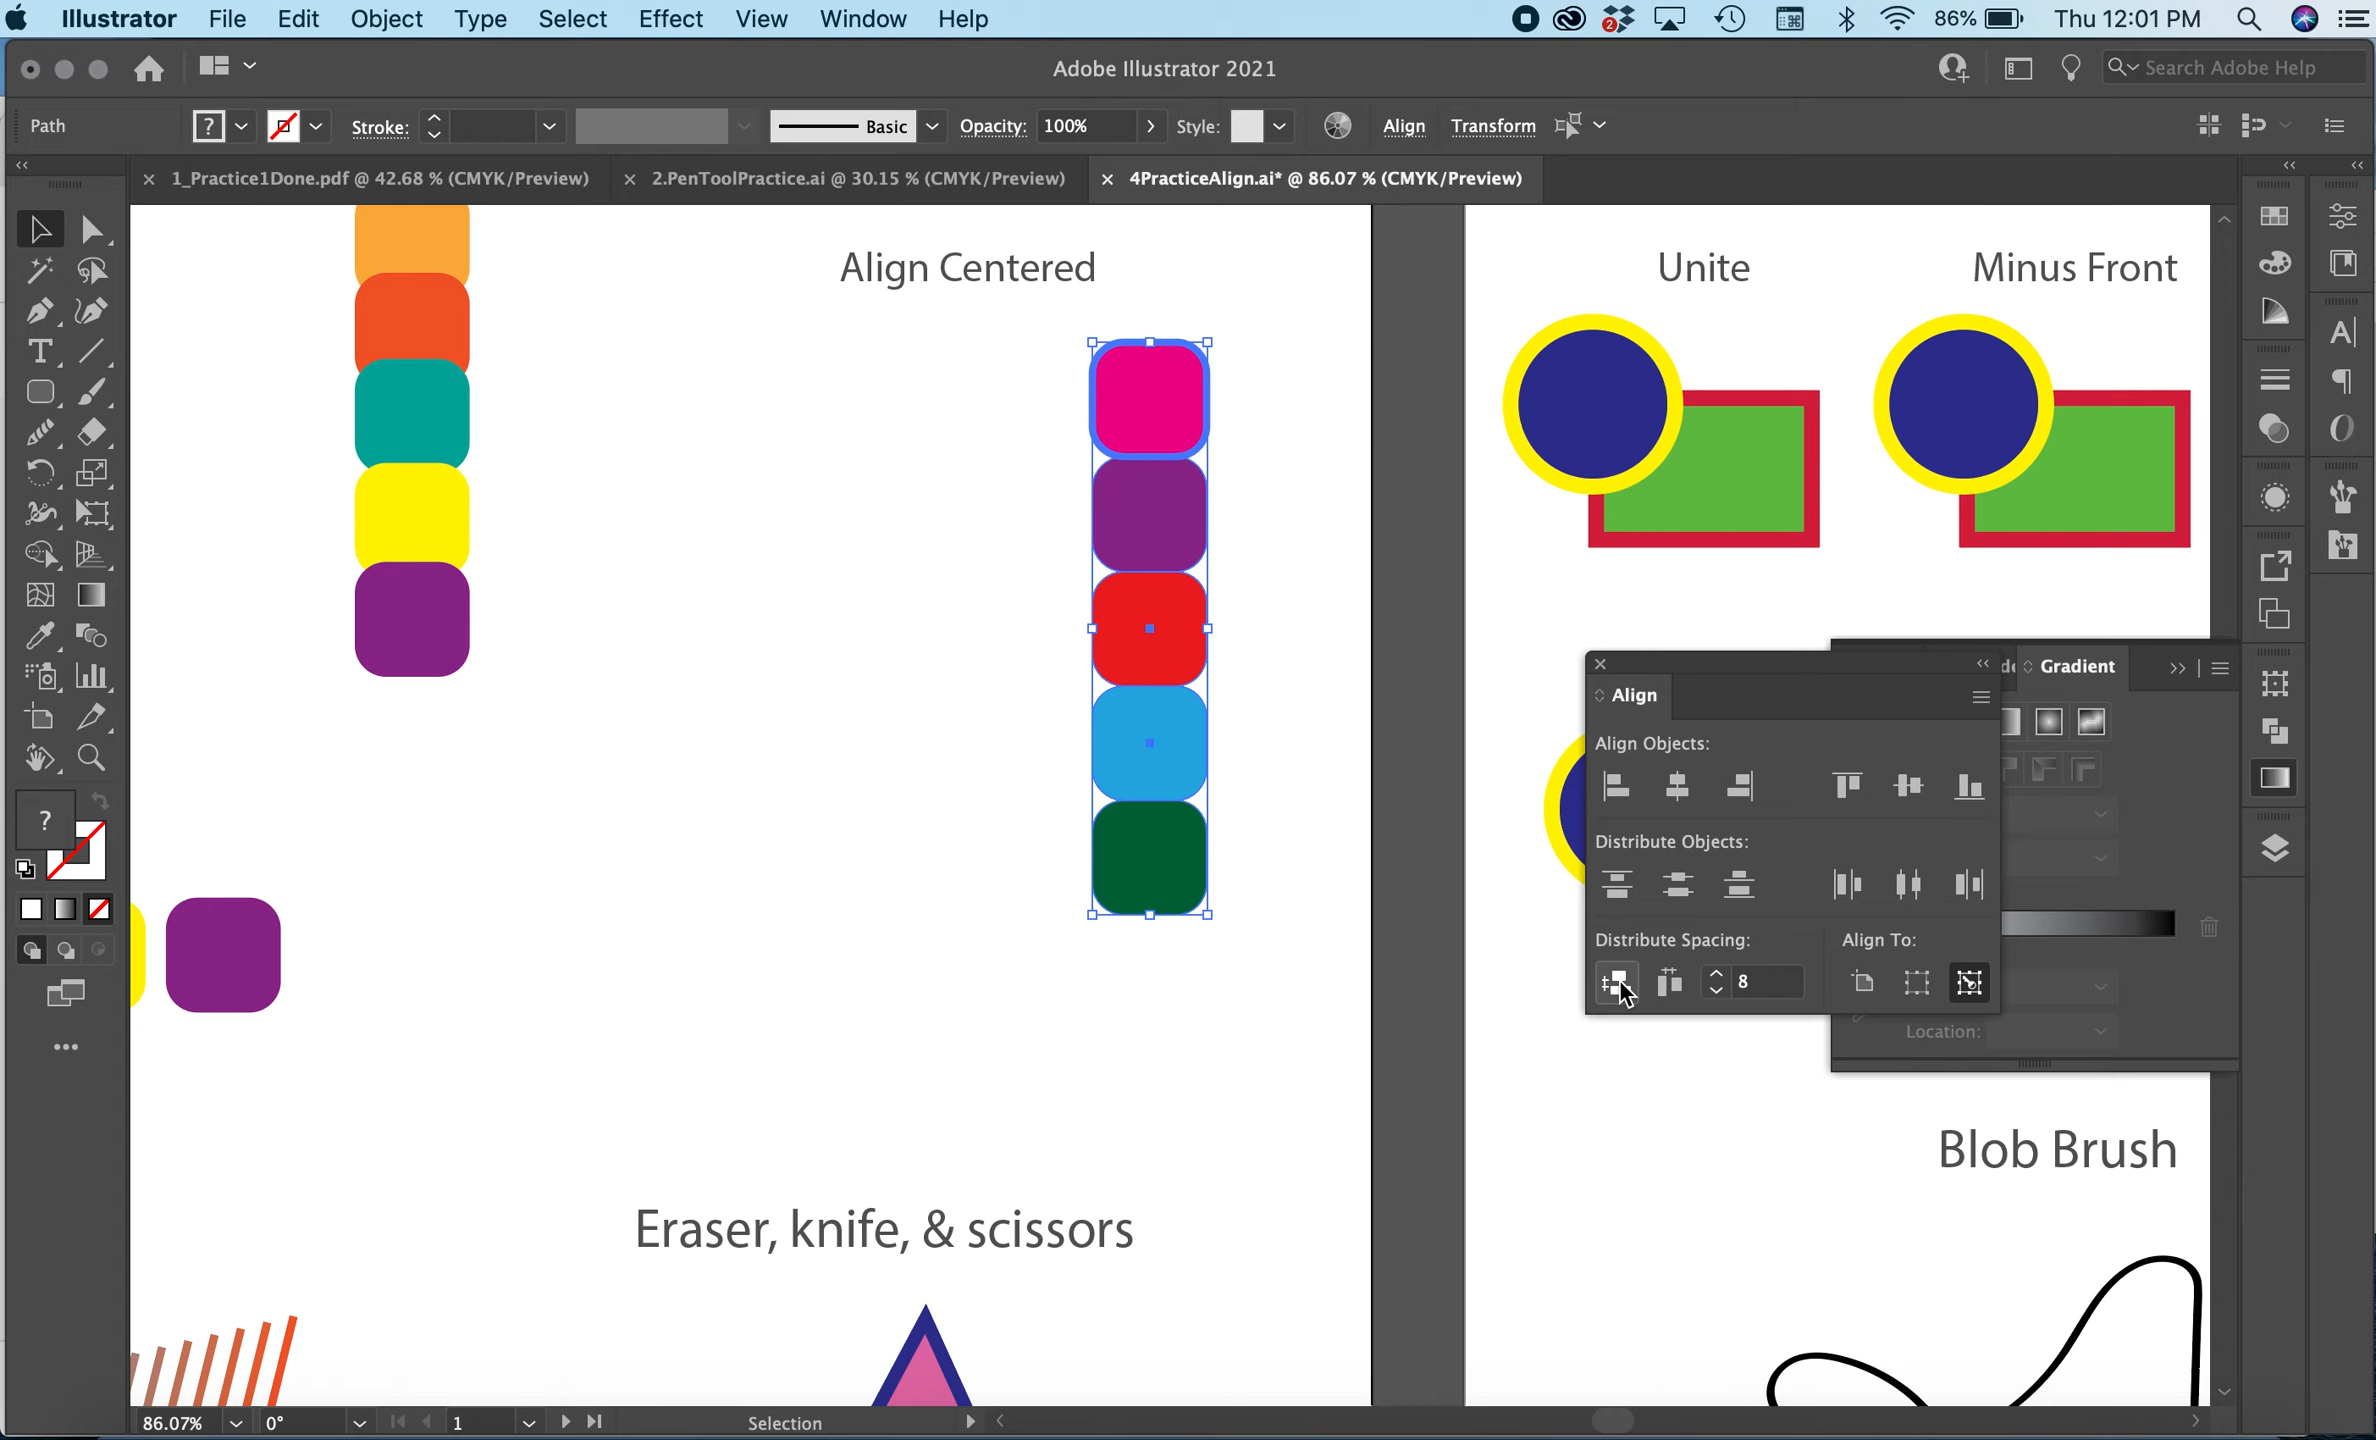 Illustrator File Edit Object Type Select Effect View Window Help 2 86% Thu 12:01 PM
Adobe Illustrator 2021 Search Adobe Help
Path ? Stroke: Basic Opacity: 100% Style: Align Transform
1_Practice1Done.pdf @ 42.68 % (CMYK/Preview) 2.PenToolPractice.ai @ 30.15 % (CMYK/Preview) 4PracticeAlign.ai* @ 86.07 % (CMYK/Preview)
Align Centered
Unite
Minus Front
Gradient
Align
Align Objects:
Distribute Objects:
Distribute Spacing: Align To:
8
Location:
?
Blob Brush
Eraser, knife, & scissors
86.07% 0° 1 Selection